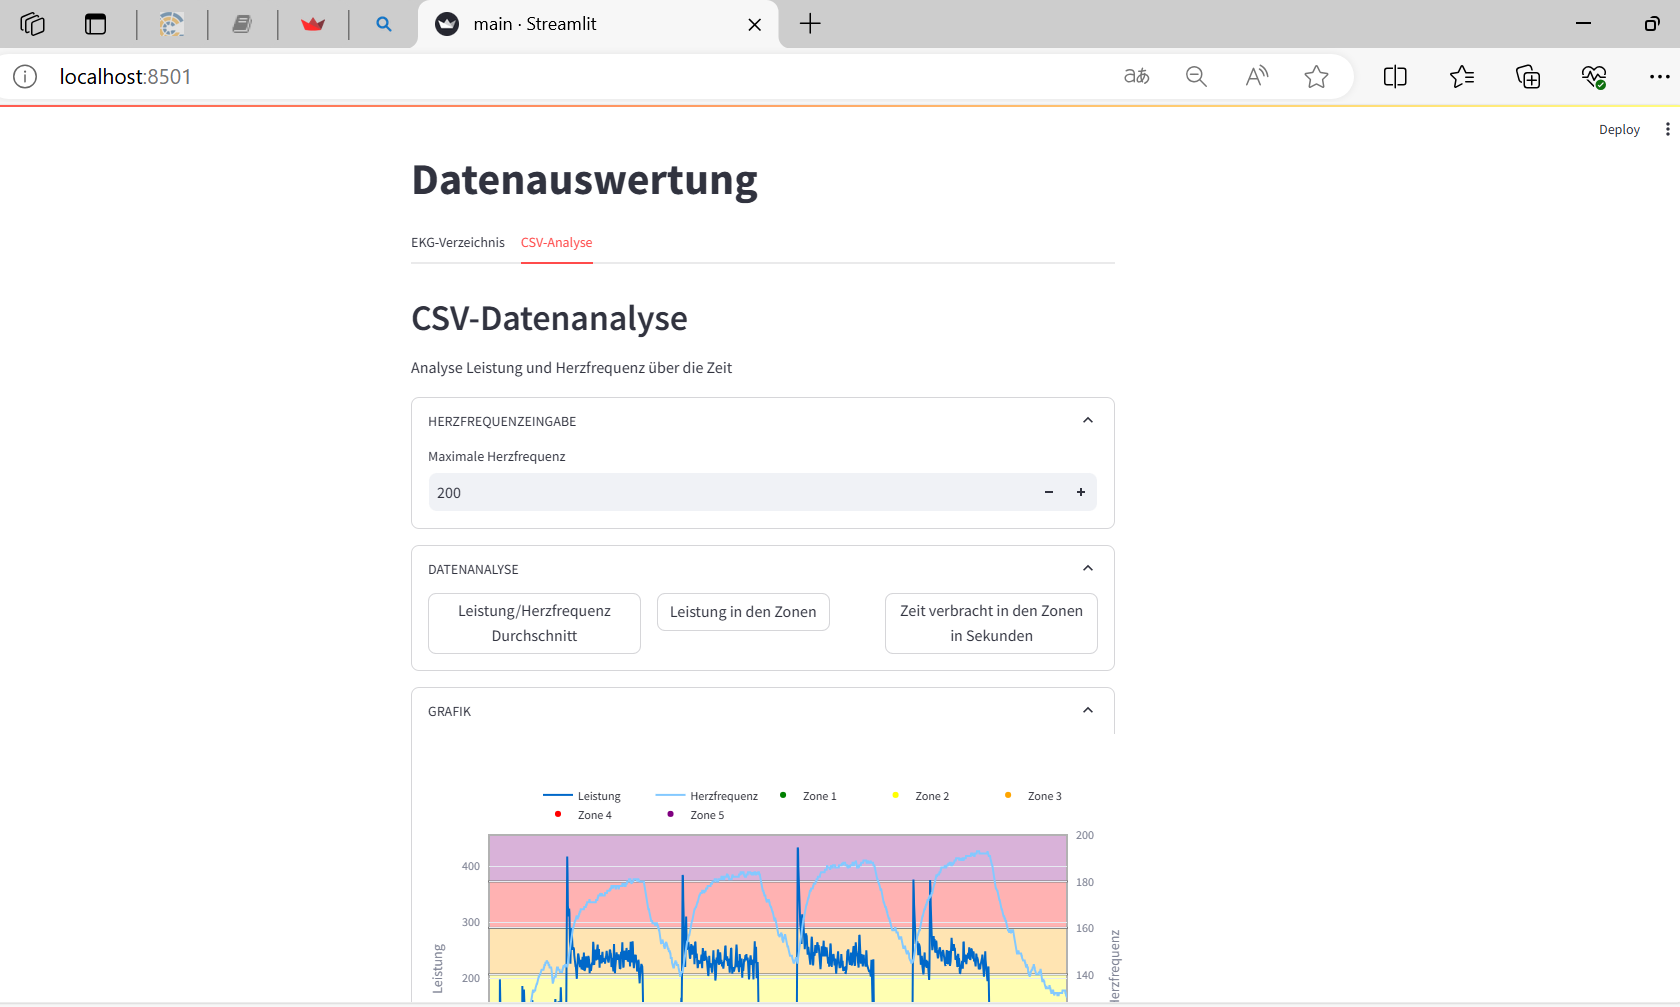 main · Streamlit
localhost:8501
Deploy
Datenauswertung
EKG-Verzeichnis CSV-Analyse
CSV-Datenanalyse
Analyse Leistung und Herzfrequenz über die Zeit
HERZFREQUENZEINGABE
Maximale Herzfrequenz
200
DATENANALYSE
Leistung/Herzfrequenz
Durchschnitt
Leistung in den Zonen
Zeit verbracht in den Zonen
in Sekunden
GRAFIK
Leistung Herzfrequenz Zone 1 Zone 2 Zone 3
Zone 4 Zone 5
400
300
200
Leistung
200
180
160
140
erzfrequenz